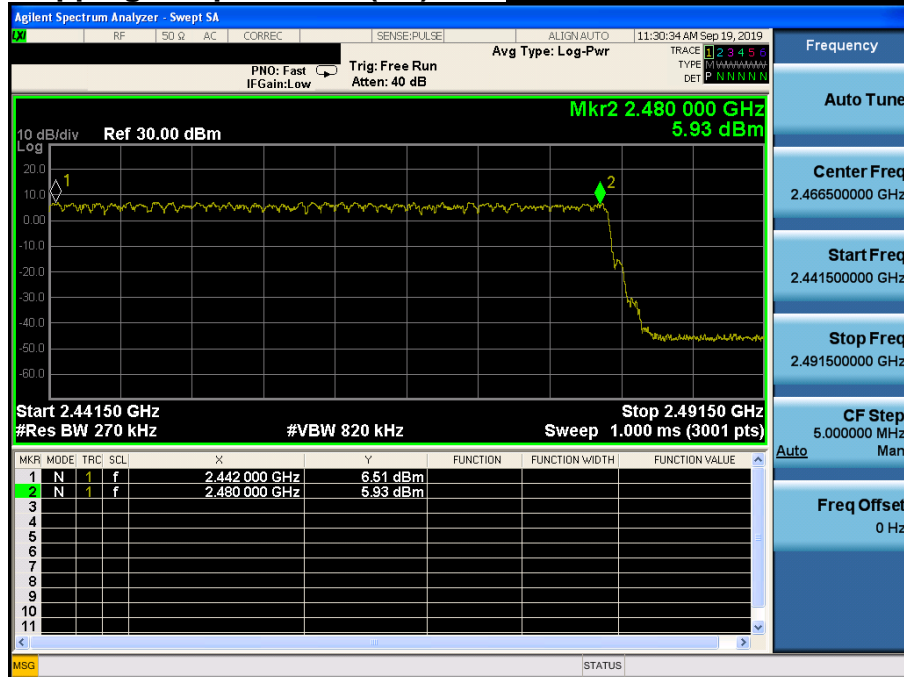 Agilent Spectrum Analyzer - Swept SA
LXI RF 50 Ω AC CORREC SENSE:PULSE ALIGN AUTO 11:30:34 AM Sep 19, 2019
Frequency
Avg Type: Log-Pwr
TRACE 1 2 3 4 5 6
PNO: Fast Trig: Free Run TYPE
IFGain:Low Atten: 40 dB DET P N N N N N
Auto Tune
Mkr2 2.480 000 GHz
10 dB/div Ref 30.00 dBm 5.93 dBm
Log
20.0
10.0
0.00
-10.0
-20.0
-30.0
-40.0
-50.0
-60.0
1
2
Center Freq
2.466500000 GHz
Start Freq
2.441500000 GHz
Stop Freq
2.491500000 GHz
Start 2.44150 GHz Stop 2.49150 GHz
#Res BW 270 kHz #VBW 820 kHz Sweep 1.000 ms (3001 pts)
CF Step
5.000000 MHz
Auto Man
MKR MODE TRC SCL X Y FUNCTION FUNCTION WIDTH FUNCTION VALUE
1 N 1 f 2.442 000 GHz 6.51 dBm
2 N 1 f 2.480 000 GHz 5.93 dBm
3
4
5
6
7
8
9
10
11
Freq Offset
0 Hz
MSG STATUS